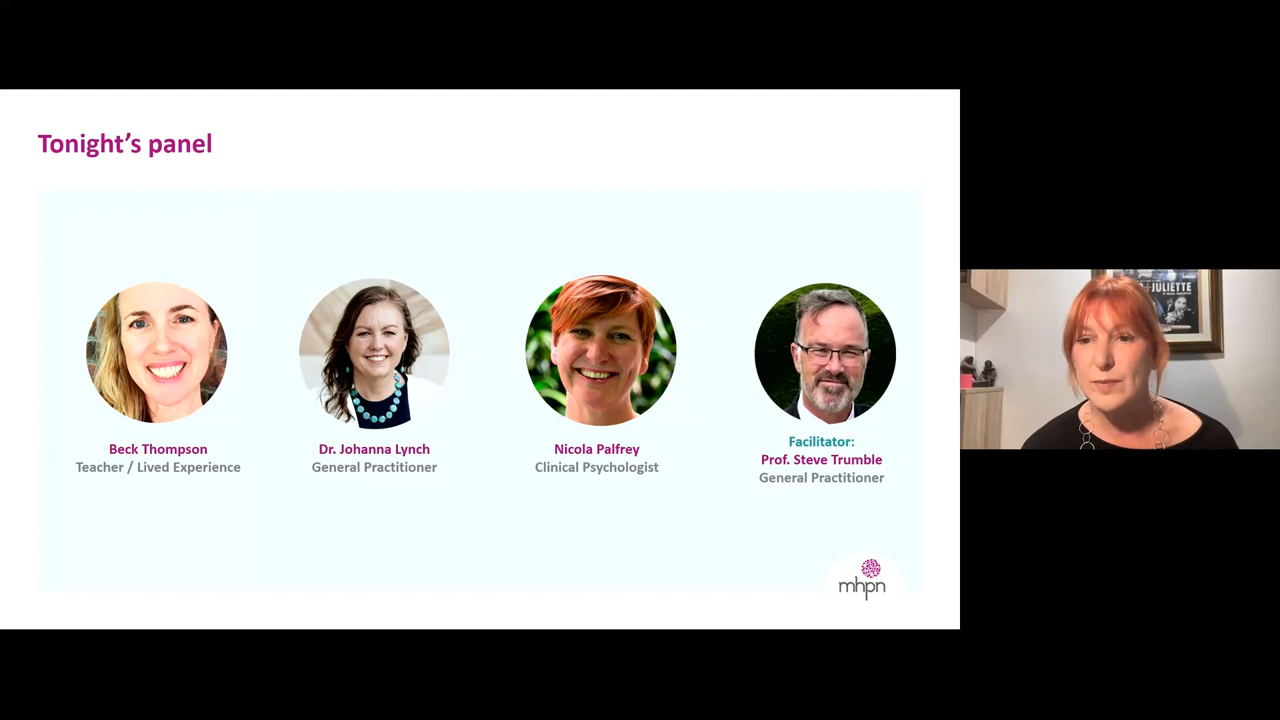 Tonight's panel
Beck Thompson
Teacher / Lived Experience
Dr. Johanna Lynch
General Practitioner
Nicola Palfrey
Clinical Psychologist
Facilitator:
Prof. Steve Trumble
General Practitioner
mhpn
JULIETTE